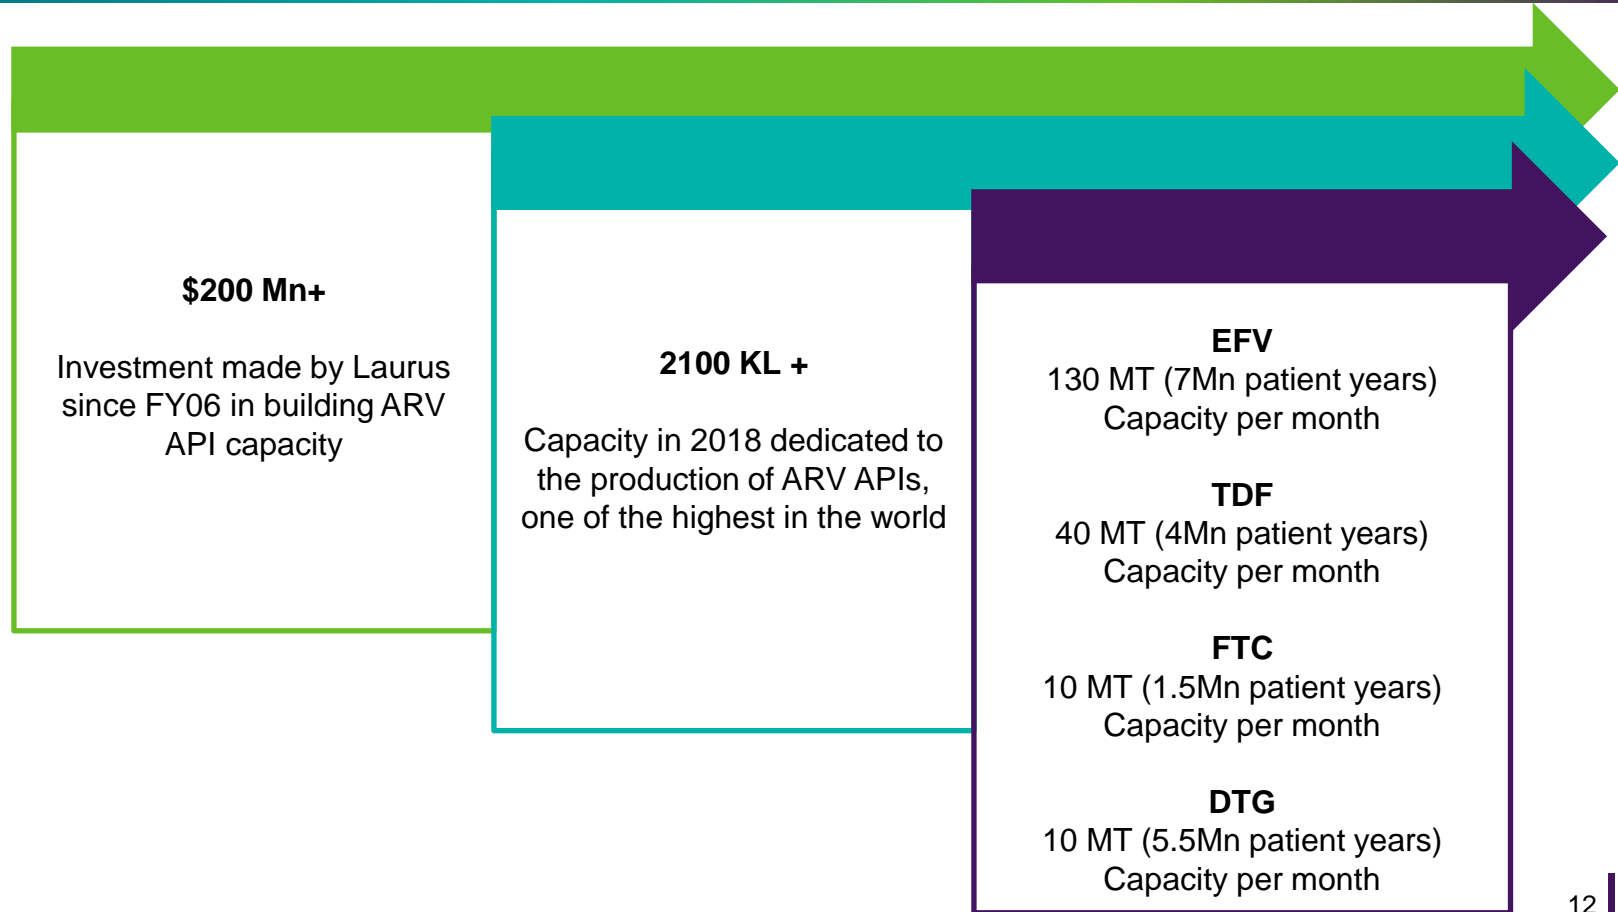 $200 Mn+
Investment made by Laurus
since FY06 in building ARV
API capacity
2100 KL +
Capacity in 2018 dedicated to
the production of ARV APIs,
one of the highest in the world
EFV
130 MT (7Mn patient years)
Capacity per month
TDF
40 MT (4Mn patient years)
Capacity per month
FTC
10 MT (1.5Mn patient years)
Capacity per month
DTG
10 MT (5.5Mn patient years)
Capacity per month
12